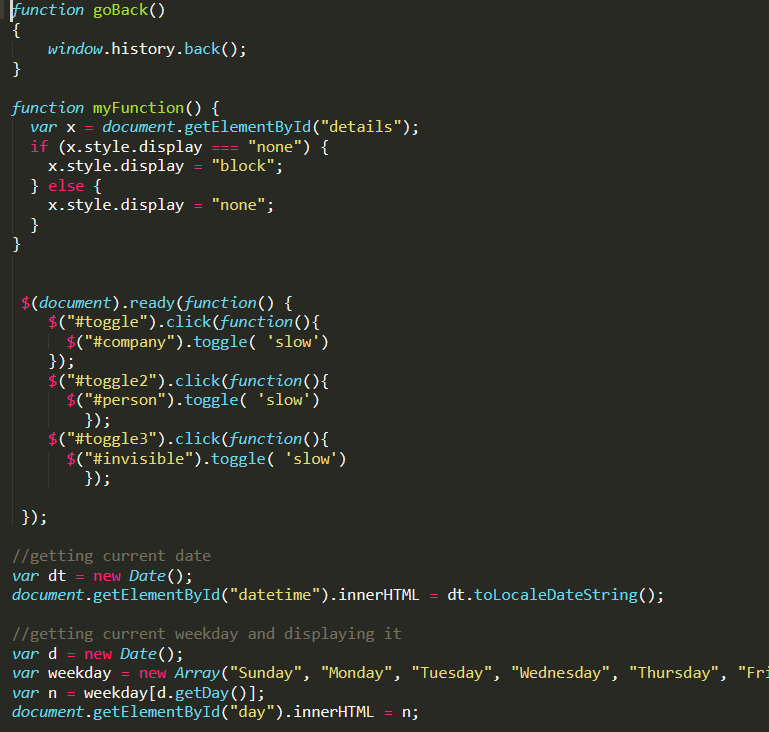 function goBack()
{
    window.history.back();
}

function myFunction() {
  var x = document.getElementById("details");
  if (x.style.display === "none") {
    x.style.display = "block";
  } else {
    x.style.display = "none";
  }
}


 $(document).ready(function() {
    $("#toggle").click(function(){
      $("#company").toggle( 'slow')
    });
    $("#toggle2").click(function(){
      $("#person").toggle( 'slow')
        });
    $("#toggle3").click(function(){
      $("#invisible").toggle( 'slow')
        });

 });

//getting current date
var dt = new Date();
document.getElementById("datetime").innerHTML = dt.toLocaleDateString();

//getting current weekday and displaying it
var d = new Date();
var weekday = new Array("Sunday", "Monday", "Tuesday", "Wednesday", "Thursday", "Fri
var n = weekday[d.getDay()];
document.getElementById("day").innerHTML = n;